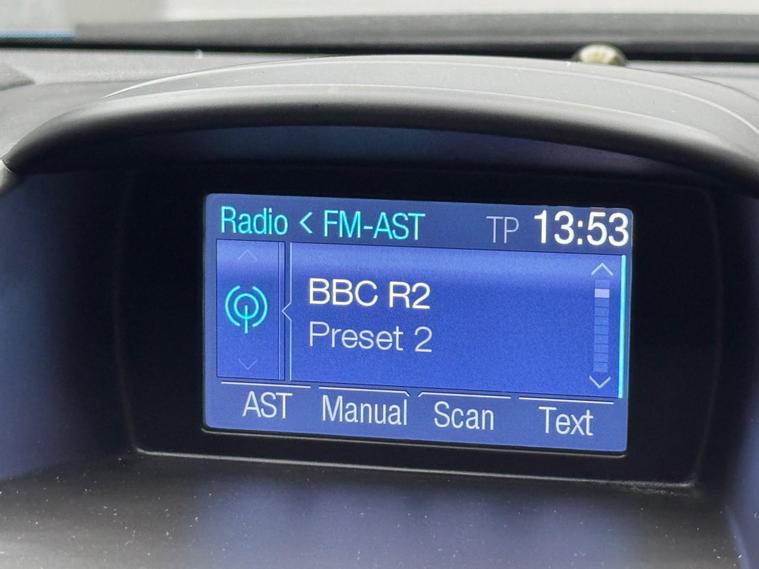 Radio < FM-AST TP 13:53
BBC R2
Preset 2
AST Manual Scan Text